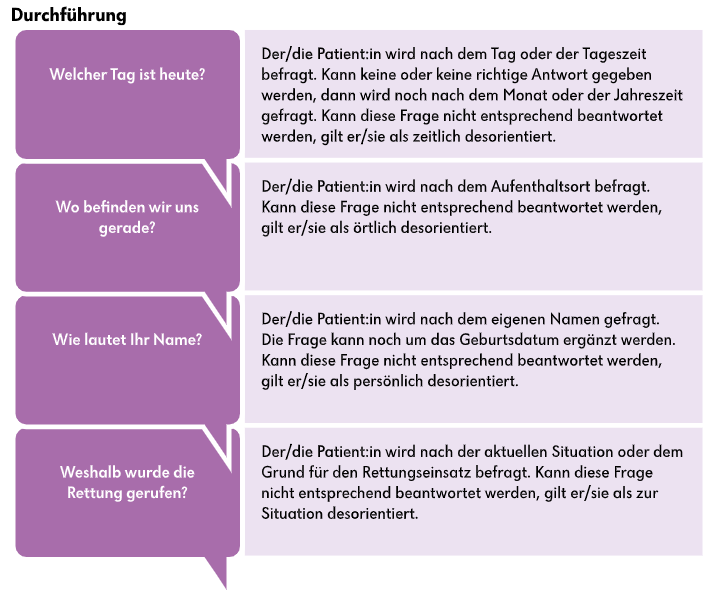 Durchführung
Welcher Tag ist heute?
Der/die Patient:in wird nach dem Tag oder der Tageszeit
befragt. Kann keine oder keine richtige Antwort gegeben
werden, dann wird noch nach dem Monat oder der Jahreszeit
gefragt. Kann diese Frage nicht entsprechend beantwortet
werden, gilt er/sie als zeitlich desorientiert.
Wo befinden wir uns
gerade?
Der/die Patient:in wird nach dem Aufenthaltsort befragt.
Kann diese Frage nicht entsprechend beantwortet werden,
gilt er/sie als örtlich desorientiert.
Wie lautet Ihr Name?
Der/die Patient:in wird nach dem eigenen Namen gefragt.
Die Frage kann noch um das Geburtsdatum ergänzt werden.
Kann diese Frage nicht entsprechend beantwortet werden,
gilt er/sie als persönlich desorientiert.
Weshalb wurde die
Rettung gerufen?
Der/die Patient:in wird nach der aktuellen Situation oder dem
Grund für den Rettungseinsatz befragt. Kann diese Frage
nicht entsprechend beantwortet werden, gilt er/sie als zur
Situation desorientiert.